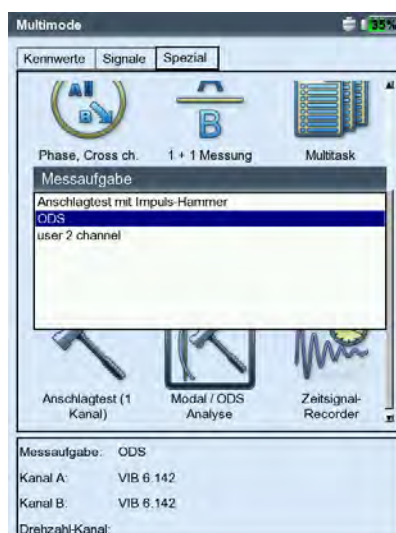 Multimode
35%
Kennwerte Signale Spezial
A
B
A
B
Phase, Cross ch. 1 + 1 Messung Multitask
Messaufgabe
Anschlagtest mit Impuls-Hammer
ODS
user 2 channel
Anschlagtest (1 Kanal)
Modal / ODS Analyse
Zeitsignal-Recorder
Messaufgabe: ODS
Kanal A: VIB 6.142
Kanal B: VIB 6.142
Drehzahl-Kanal: